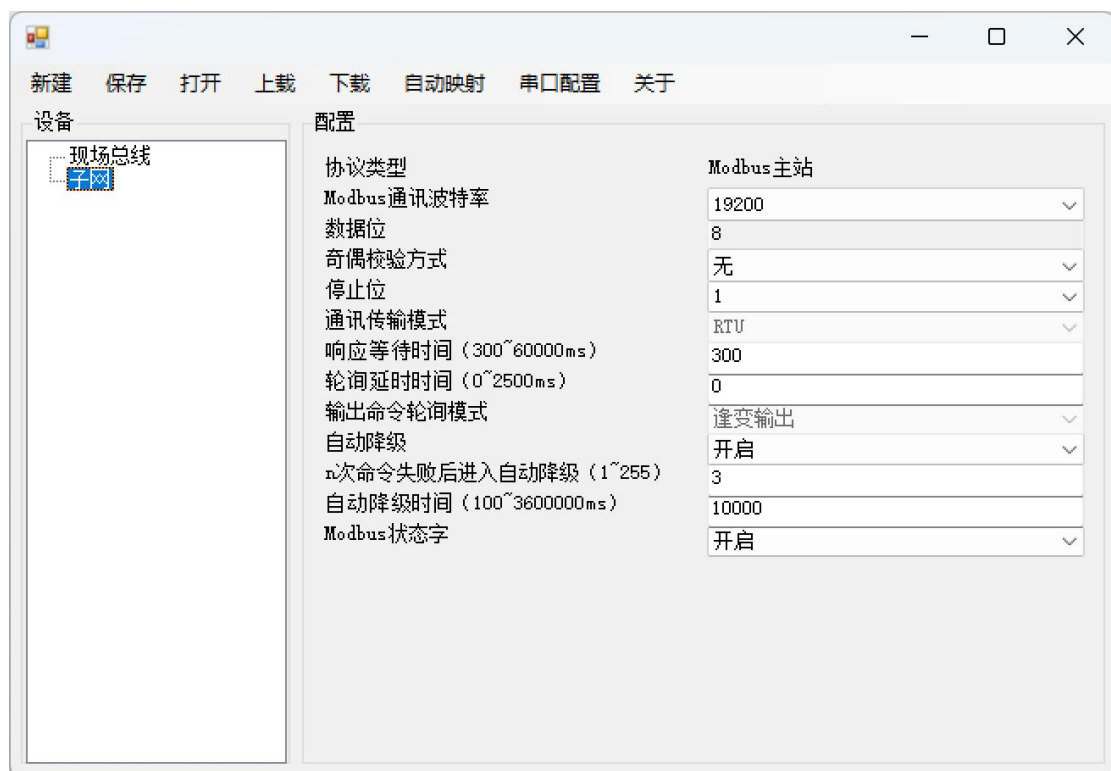 新建 保存 打开 上载 下载 自动映射 串口配置 关于
设备
现场总线
子网
配置
协议类型 Modbus主站
Modbus通讯波特率 19200
数据位 8
奇偶校验方式 无
停止位 1
通讯传输模式 RTU
响应等待时间（300~60000ms） 300
轮询延时时间（0~2500ms） 0
输出命令轮询模式 逢变输出
自动降级 开启
n次命令失败后进入自动降级（1~255） 3
自动降级时间（100~3600000ms） 10000
Modbus状态字 开启